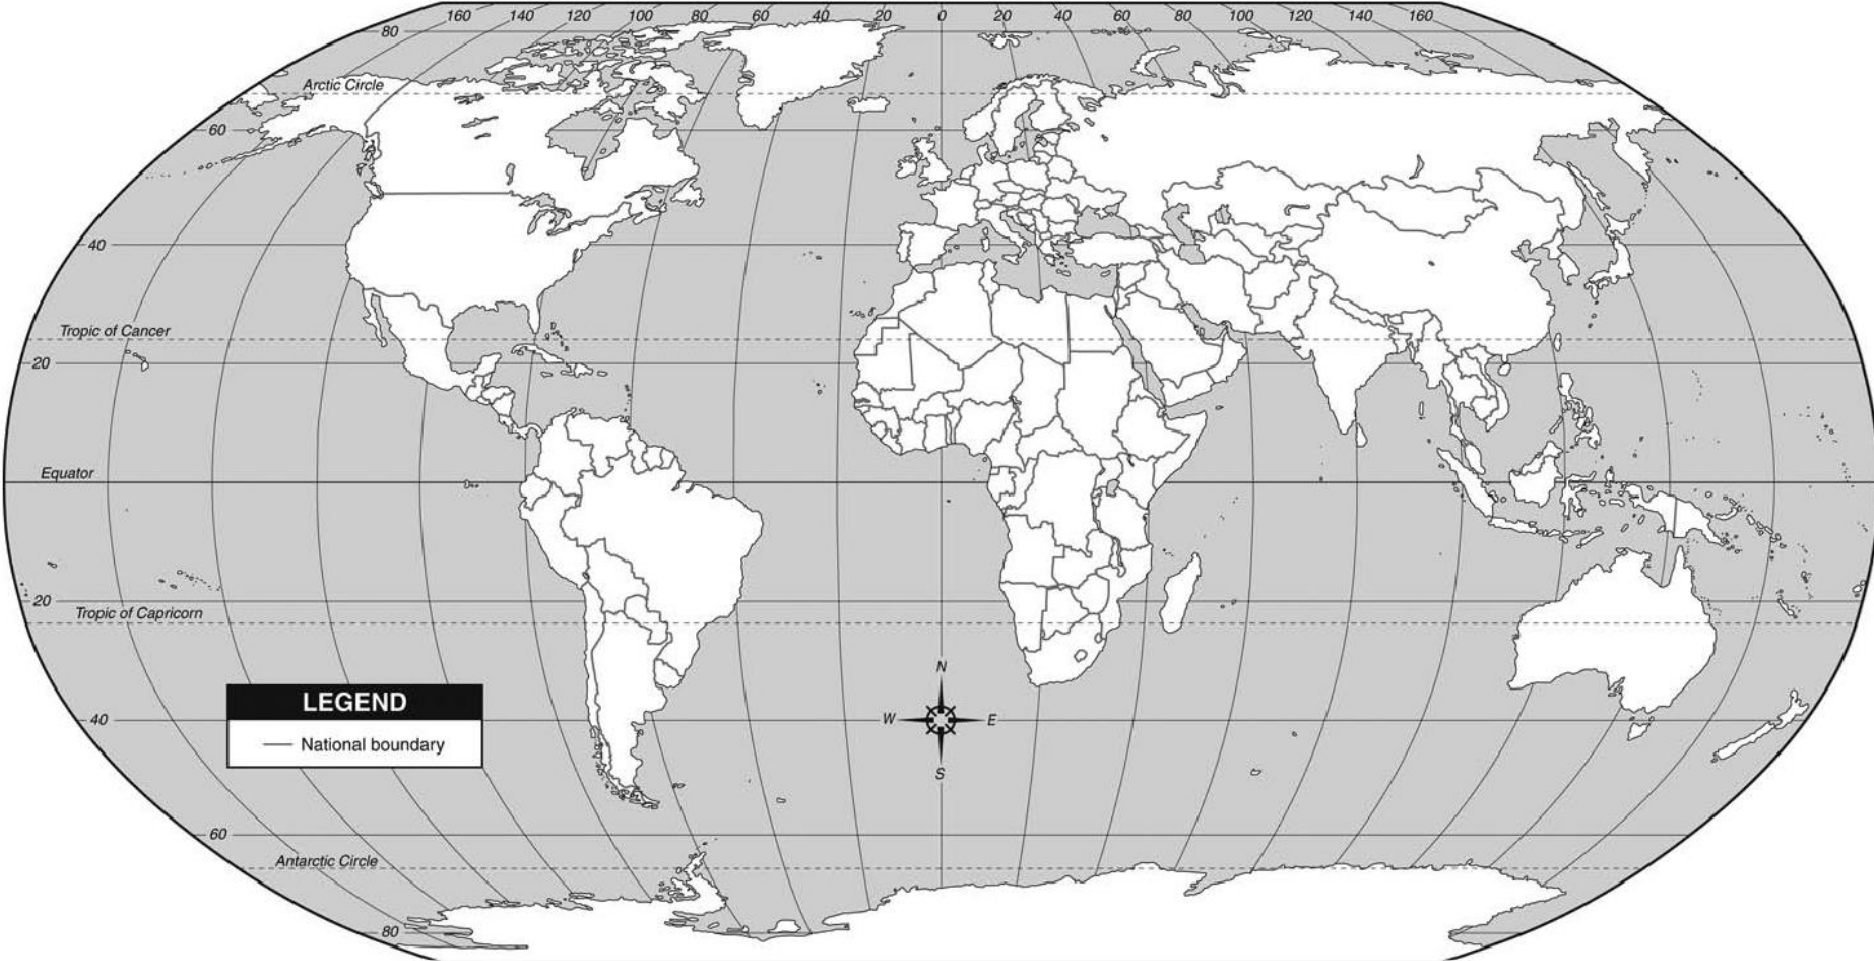 160 140 120 100 80 60 40 20 0 20 40 60 80 100 120 140 160
80
Arctic Circle
60
40
Tropic of Cancer
20
Equator
20
Tropic of Capricorn
N
W E
S
LEGEND
National boundary
40
60
Antarctic Circle
80